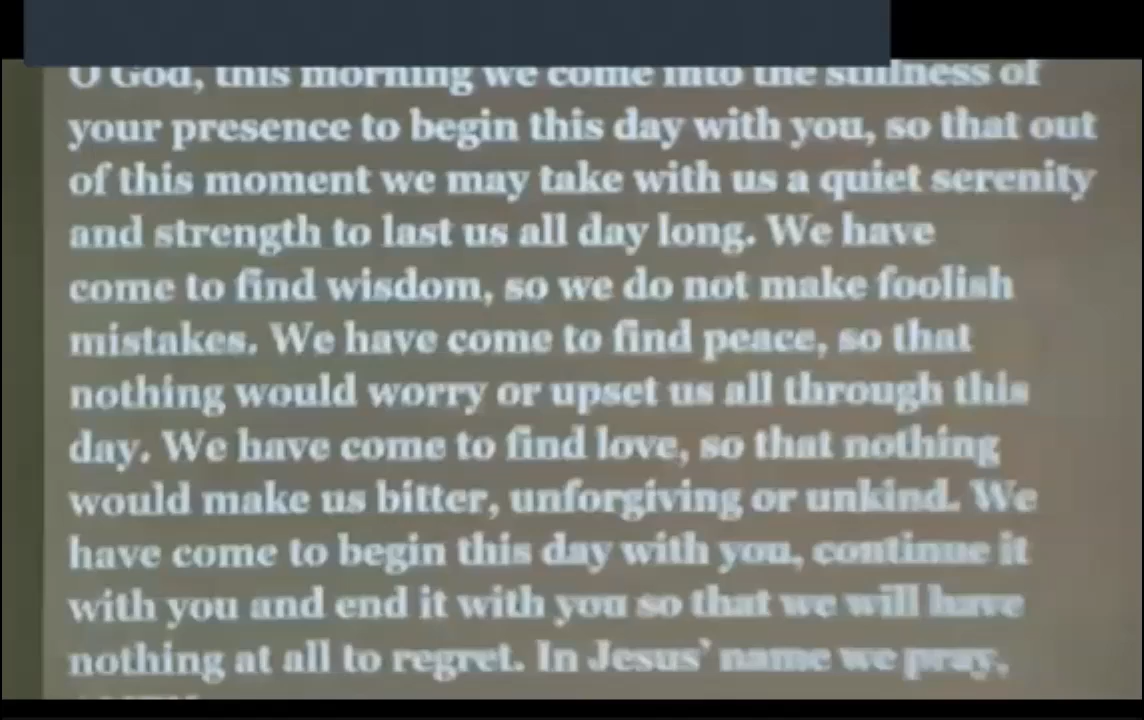 O God, this morning we come into the stillness of
your presence to begin this day with you, so that out
of this moment we may take with us a quiet serenity
and strength to last us all day long. We have
come to find wisdom, so we do not make foolish
mistakes. We have come to find peace, so that
nothing would worry or upset us all through this
day. We have come to find love, so that nothing
would make us bitter, unforgiving or unkind. We
have come to begin this day with you, continue it
with you and end it with you so that we will have
nothing at all to regret. In Jesus’ name we pray,